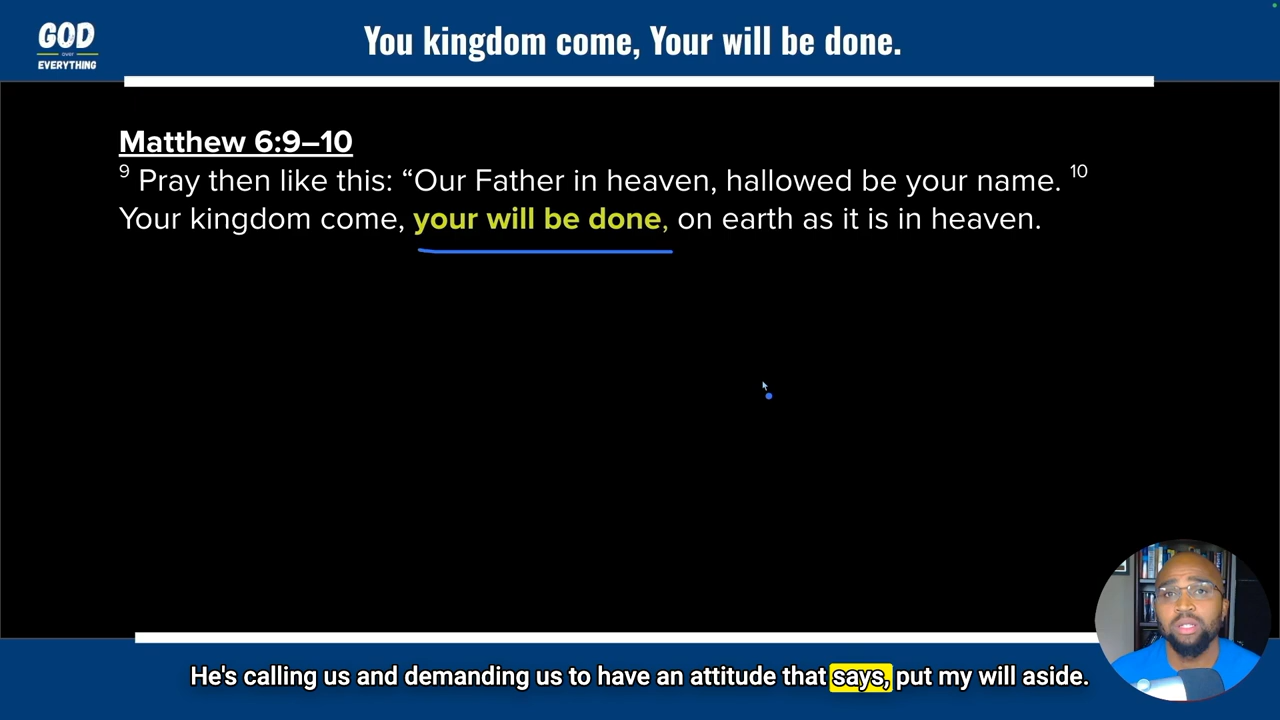 GOD
OVER
EVERYTHING
You kingdom come, Your will be done.
Matthew 6:9–10
9 Pray then like this: “Our Father in heaven, hallowed be your name. 10
Your kingdom come, your will be done, on earth as it is in heaven.
He's calling us and demanding us to have an attitude that says, put my will aside.